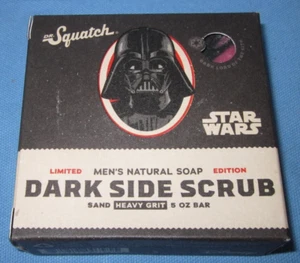 DR. Squatch
STAR
WARS
LIMITED MEN'S NATURAL SOAP EDITION
DARK SIDE SCRUB
SAND HEAVY GRIT 5 OZ BAR